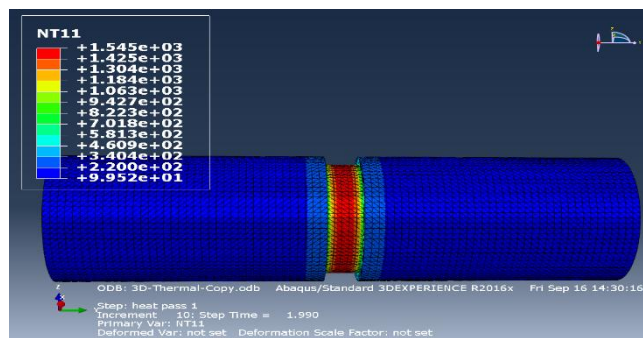 NT11
+1.545e+03
+1.425e+03
+1.304e+03
+1.184e+03
+1.063e+03
+9.427e+02
+8.223e+02
+7.018e+02
+5.813e+02
+4.609e+02
+3.404e+02
+2.200e+02
+9.952e+01
ODB: 3D-Thermal-Copy.odb Abaqus/Standard 3DEXPERIENCE R2016x Fri Sep 16 14:30:16
Step: heat pass 1
Increment 10: Step Time = 1.990
Primary Var: NT11
Deformed Var: not set Deformation Scale Factor: not set